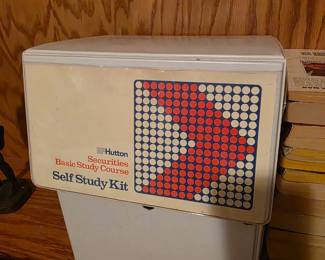 Hutton
Securities
Basic Study Course
Self Study Kit